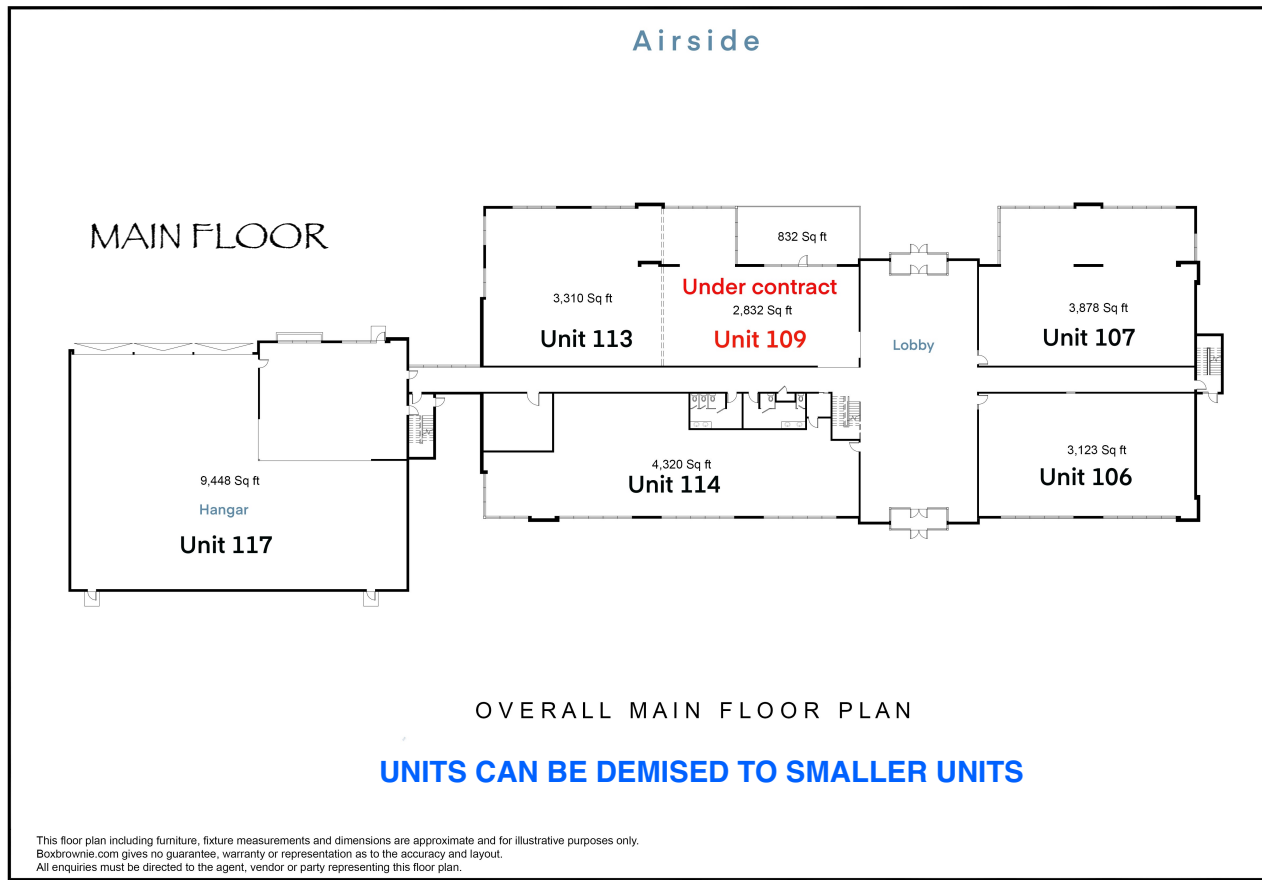 Airside
MAIN FLOOR
832 Sq ft
Under contract
3,310 Sq ft
2,832 Sq ft
3,878 Sq ft
Unit 113
Unit 109
Unit 107
Lobby
3,123 Sq ft
4,320 Sq ft
Unit 106
9,448 Sq ft
Unit 114
Hangar
Unit 117
OVERALL MAIN FLOOR PLAN
UNITS CAN BE DEMISED TO SMALLER UNITS
This floor plan including furniture, fixture measurements and dimensions are approximate and for illustrative purposes only.
Boxbrownie.com gives no guarantee, warranty or representation as to the accuracy and layout.
All enquiries must be directed to the agent, vendor or party representing this floor plan.